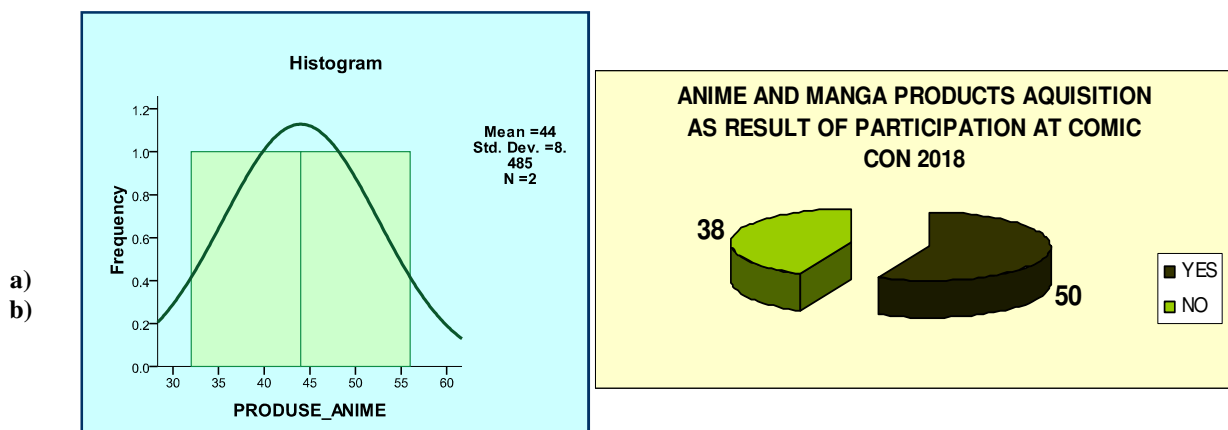 a)
b)
Histogram
Mean =44
Std. Dev. =8.
485
N =2
Frequency
1.2
1.0
0.8
0.6
0.4
0.2
0.0
30 35 40 45 50 55 60
PRODUSE_ANIME
ANIME AND MANGA PRODUCTS AQUISITION
AS RESULT OF PARTICIPATION AT COMIC
CON 2018
38
50
YES
NO